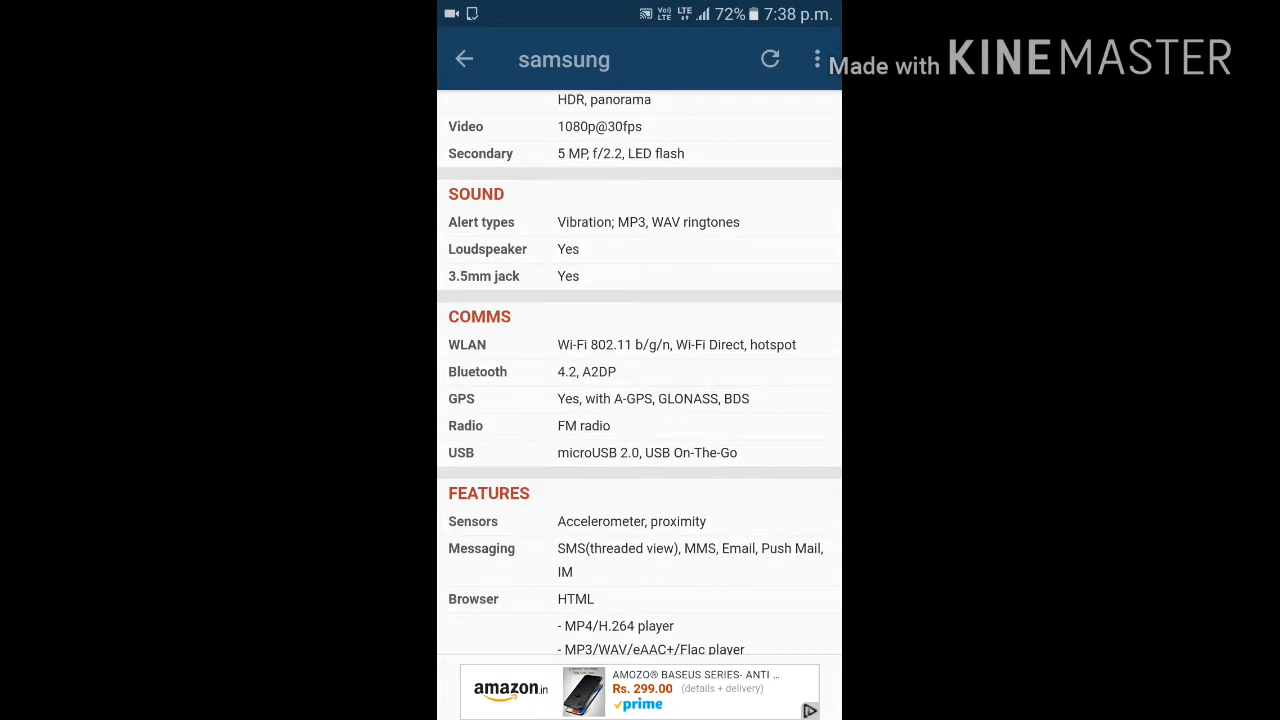 Vo) LTE LTE 72% 7:38 p.m.
samsung
Made with KINEMASTER
HDR, panorama
Video 1080p@30fps
Secondary 5 MP, f/2.2, LED flash
SOUND
Alert types Vibration; MP3, WAV ringtones
Loudspeaker Yes
3.5mm jack Yes
COMMS
WLAN Wi-Fi 802.11 b/g/n, Wi-Fi Direct, hotspot
Bluetooth 4.2, A2DP
GPS Yes, with A-GPS, GLONASS, BDS
Radio FM radio
USB microUSB 2.0, USB On-The-Go
FEATURES
Sensors Accelerometer, proximity
Messaging SMS(threaded view), MMS, Email, Push Mail,
IM
Browser HTML
- MP4/H.264 player
- MP3/WAV/eAAC+/Flac player
amazon.in
AMOZO® BASEUS SERIES- ANTI ...
Rs. 299.00 (details + delivery)
prime